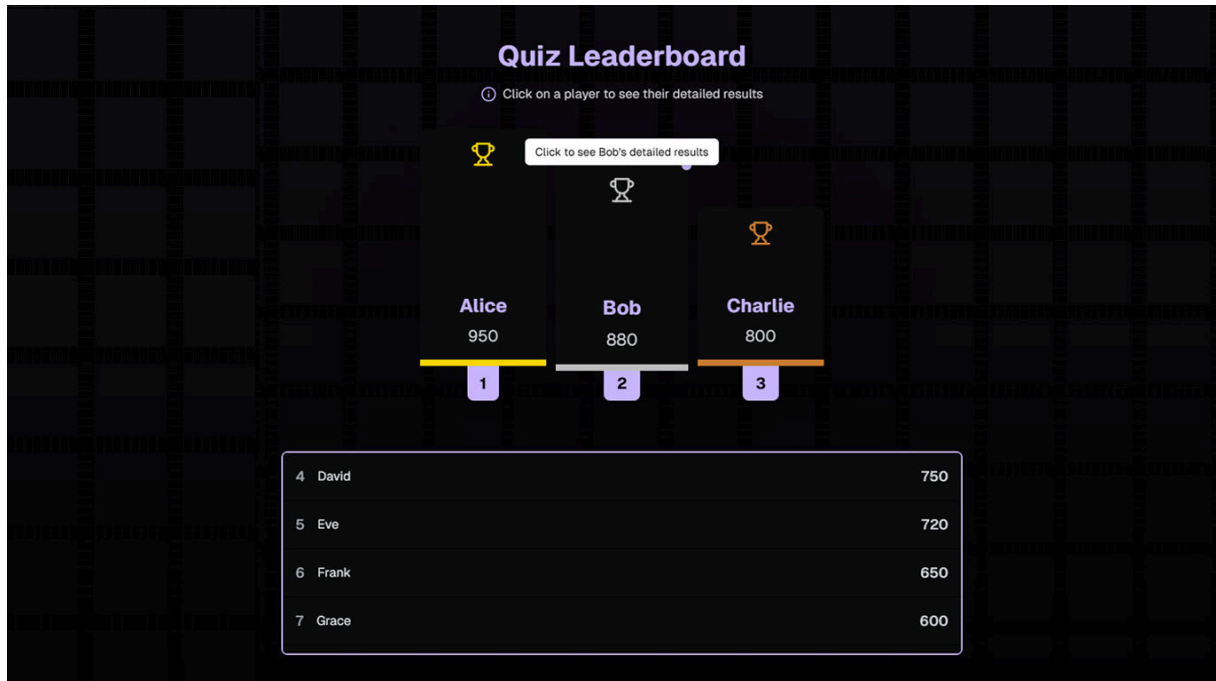 Quiz Leaderboard
Click on a player to see their detailed results
Click to see Bob's detailed results
Alice
950
1
Bob
880
2
Charlie
800
3
4 David 750
5 Eve 720
6 Frank 650
7 Grace 600